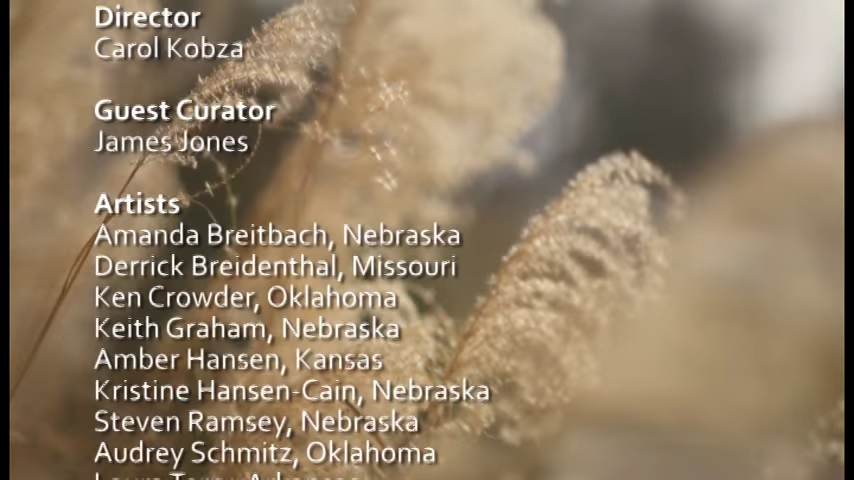 Director
Carol Kobza
Guest Curator
James Jones
Artists
Amanda Breitbach, Nebraska
Derrick Breidenthal, Missouri
Ken Crowder, Oklahoma
Keith Graham, Nebraska
Amber Hansen, Kansas
Kristine Hansen-Cain, Nebraska
Steven Ramsey, Nebraska
Audrey Schmitz, Oklahoma